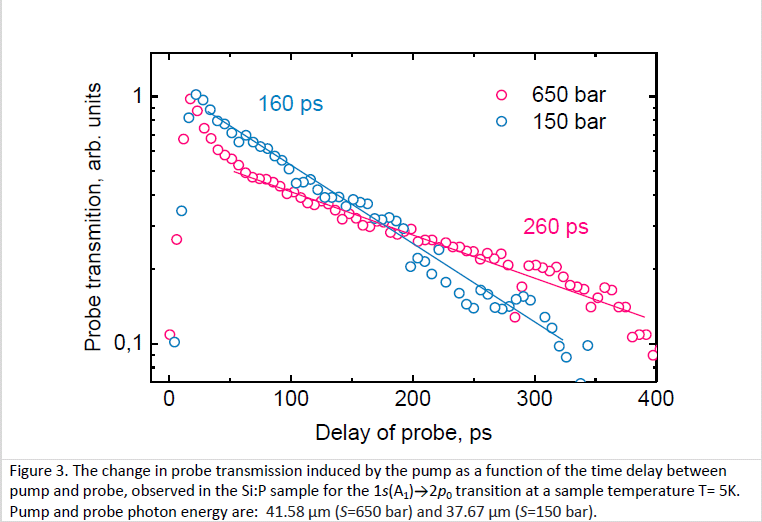 650 bar
150 bar
160 ps
260 ps
Probe transmition, arb. units
1
0,1
0 100 200 300 400
Delay of probe, ps
Figure 3. The change in probe transmission induced by the pump as a function of the time delay between
pump and probe, observed in the Si:P sample for the 1s(A₁)→2p₀ transition at a sample temperature T= 5K.
Pump and probe photon energy are:  41.58 µm (S=650 bar) and 37.67 µm (S=150 bar).